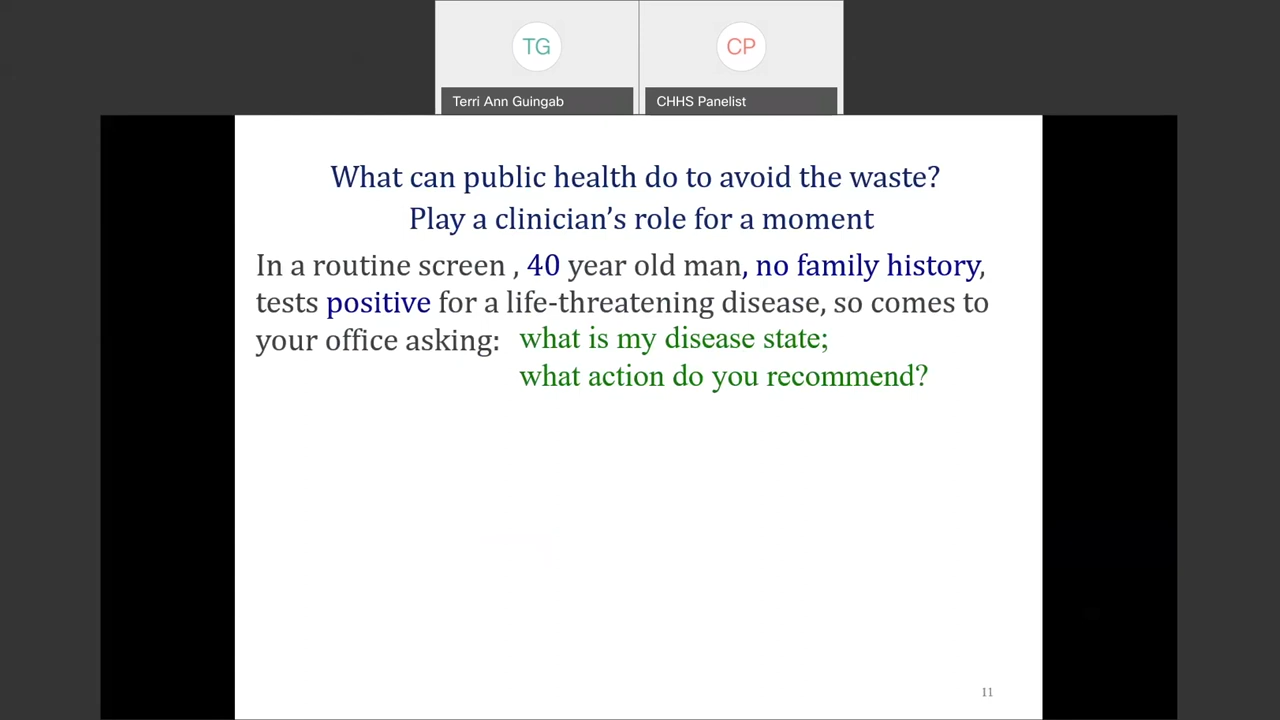 TG
CP
Terri Ann Guingab
CHHS Panelist
What can public health do to avoid the waste?
Play a clinician’s role for a moment
In a routine screen , 40 year old man, no family history,
tests positive for a life-threatening disease, so comes to
your office asking: what is my disease state;
what action do you recommend?
11